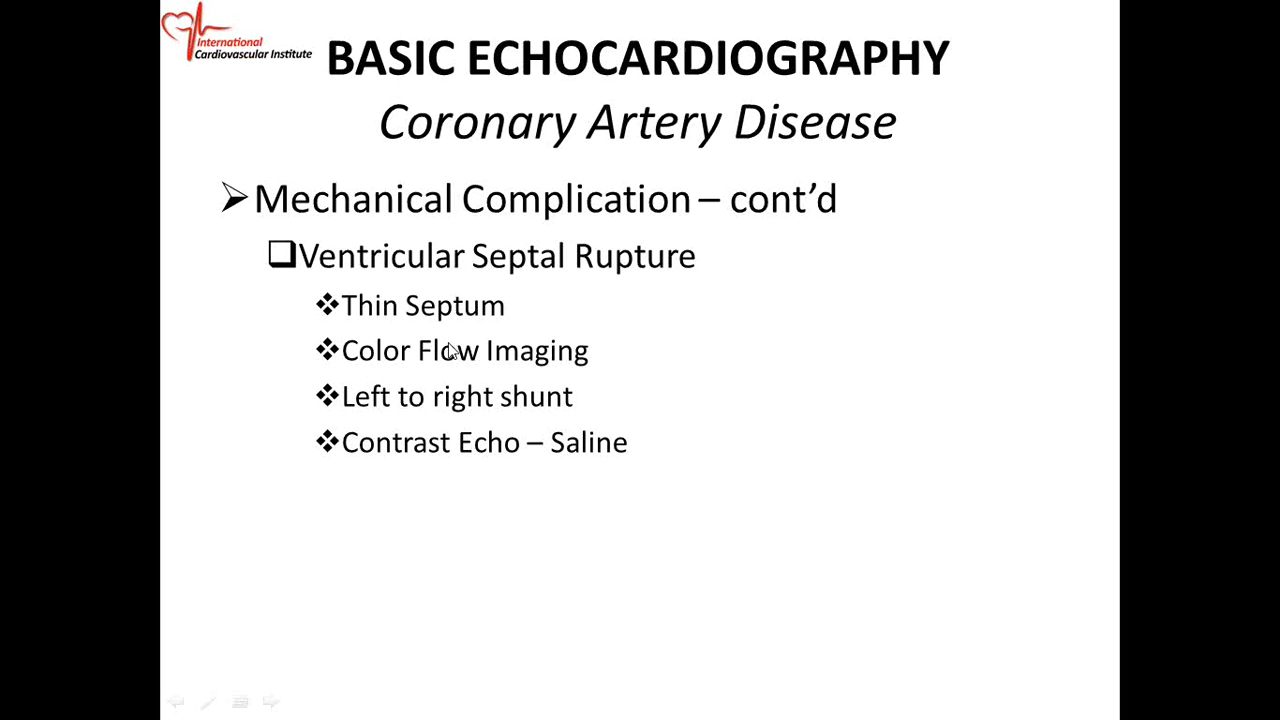 International
Cardiovascular Institute
BASIC ECHOCARDIOGRAPHY
Coronary Artery Disease
Mechanical Complication – cont’d
Ventricular Septal Rupture
Thin Septum
Color Flow Imaging
Left to right shunt
Contrast Echo – Saline